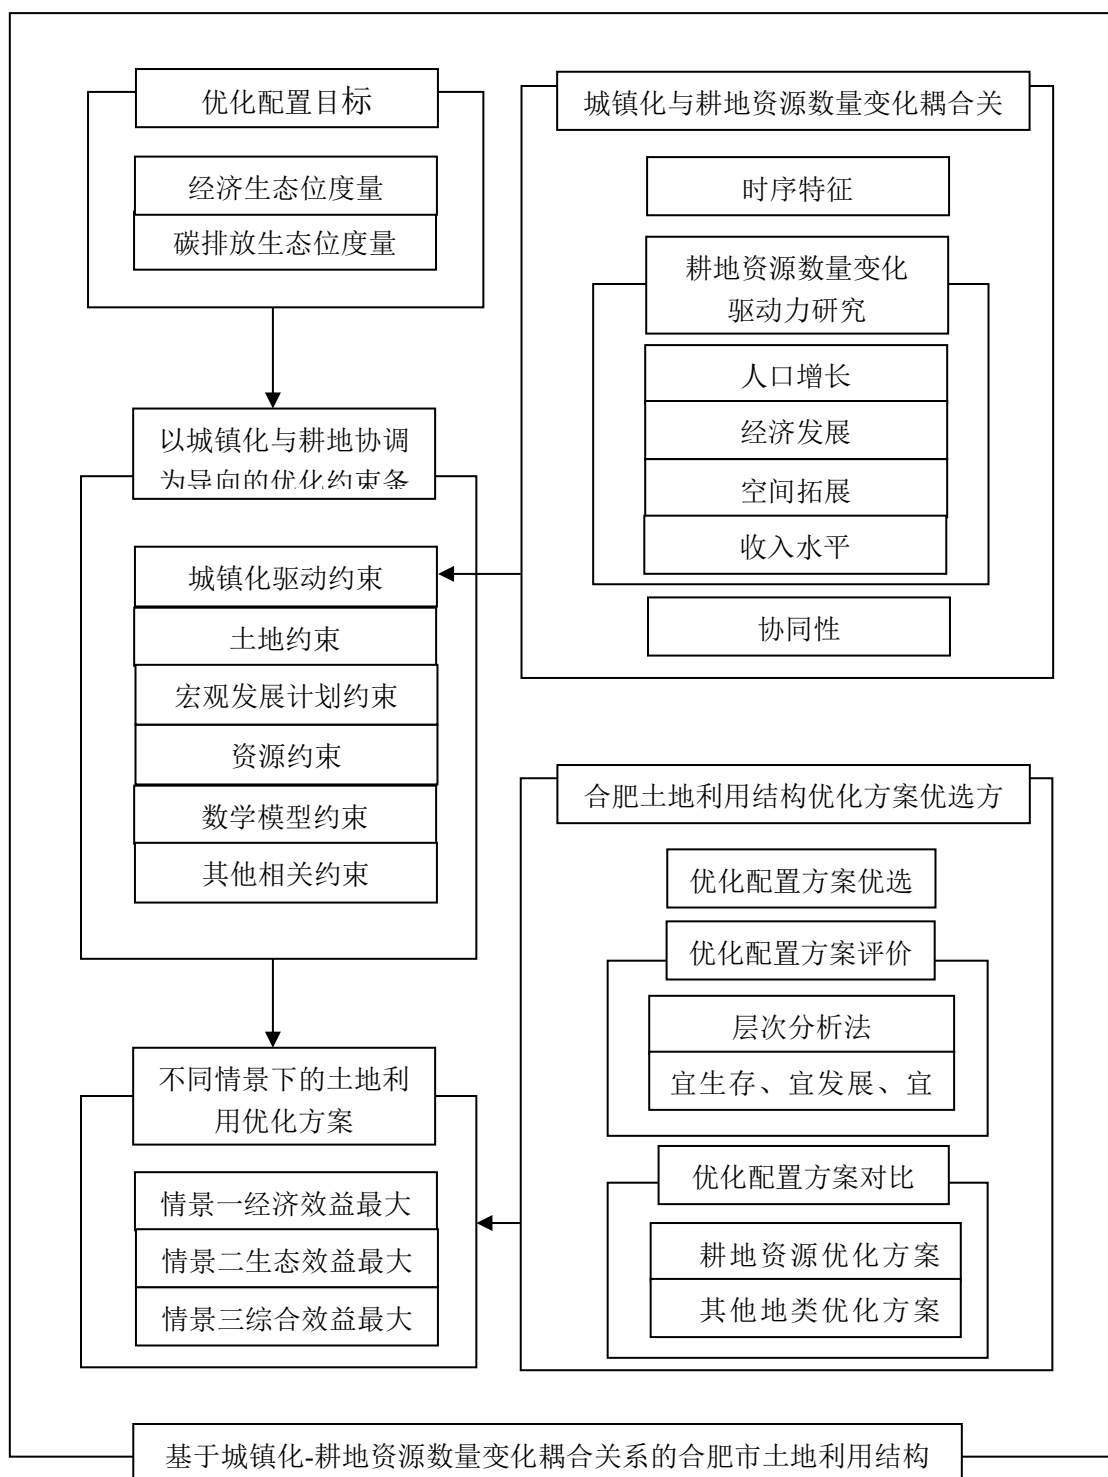 优化配置目标
经济生态位度量
碳排放生态位度量
以城镇化与耕地协调
为导向的优化约束条
城镇化驱动约束
土地约束
宏观发展计划约束
资源约束
数学模型约束
其他相关约束
不同情景下的土地利
用优化方案
情景一经济效益最大
情景二生态效益最大
情景三综合效益最大
城镇化与耕地资源数量变化耦合关
时序特征
耕地资源数量变化
驱动力研究
人口增长
经济发展
空间拓展
收入水平
协同性
合肥土地利用结构优化方案优选方
优化配置方案优选
优化配置方案评价
层次分析法
宜生存、宜发展、宜
优化配置方案对比
耕地资源优化方案
其他地类优化方案
基于城镇化-耕地资源数量变化耦合关系的合肥市土地利用结构